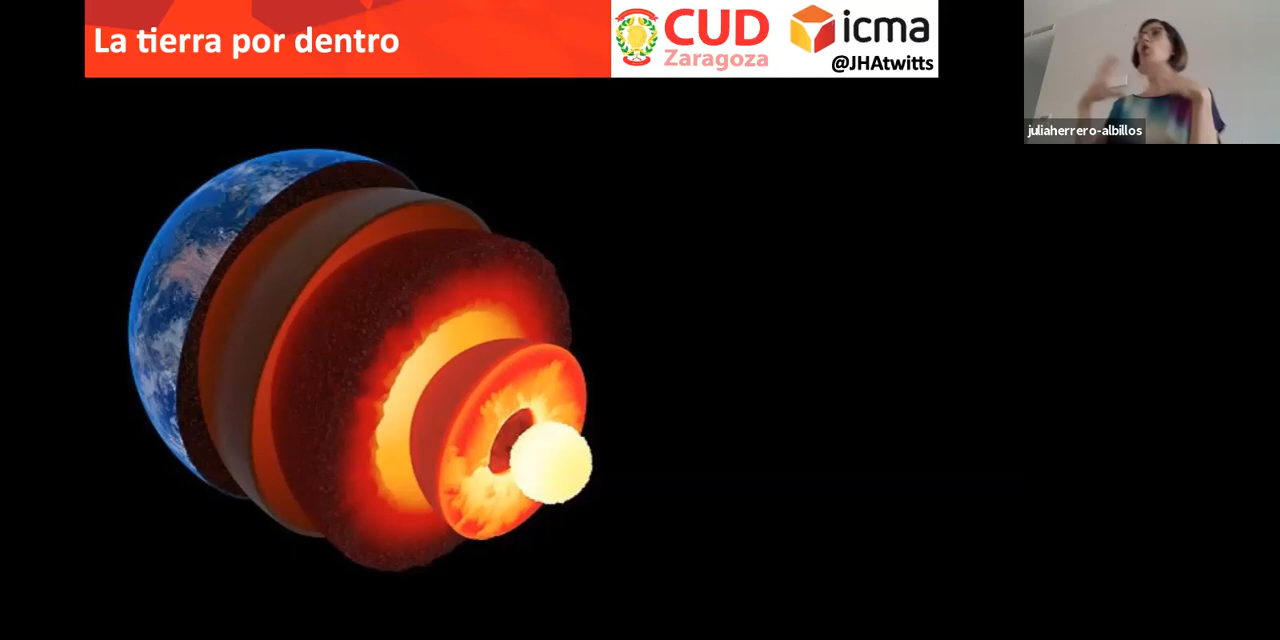 La tierra por dentro
CUD
Zaragoza
icma
@JHAtwitts
juliaherrero-albillos